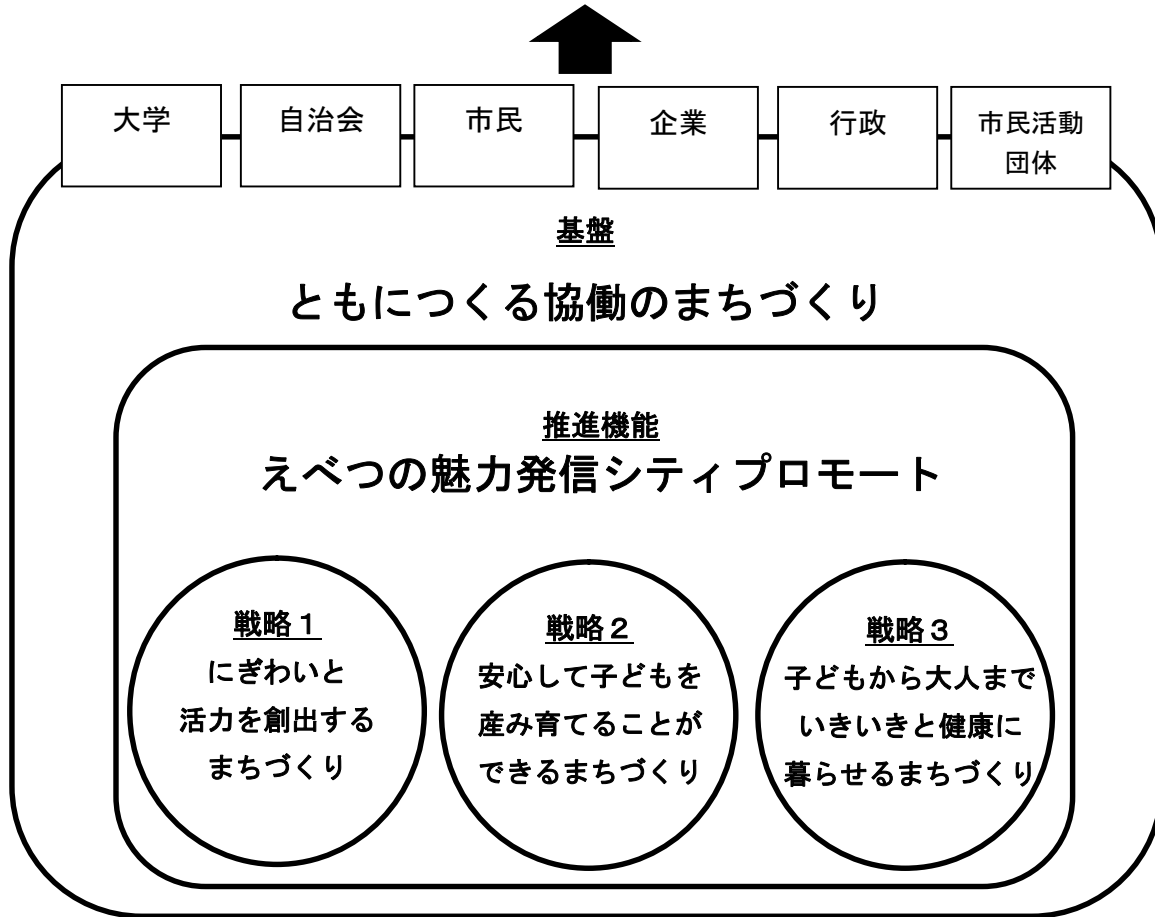 大学
自治会
市民
企業
行政
市民活動
団体
基盤
ともにつくる協働のまちづくり
推進機能
えべつの魅力発信シティプロモート
戦略1
にぎわいと
活力を創出する
まちづくり
戦略2
安心して子どもを
産み育てることが
できるまちづくり
戦略3
子どもから大人まで
いきいきと健康に
暮らせるまちづくり